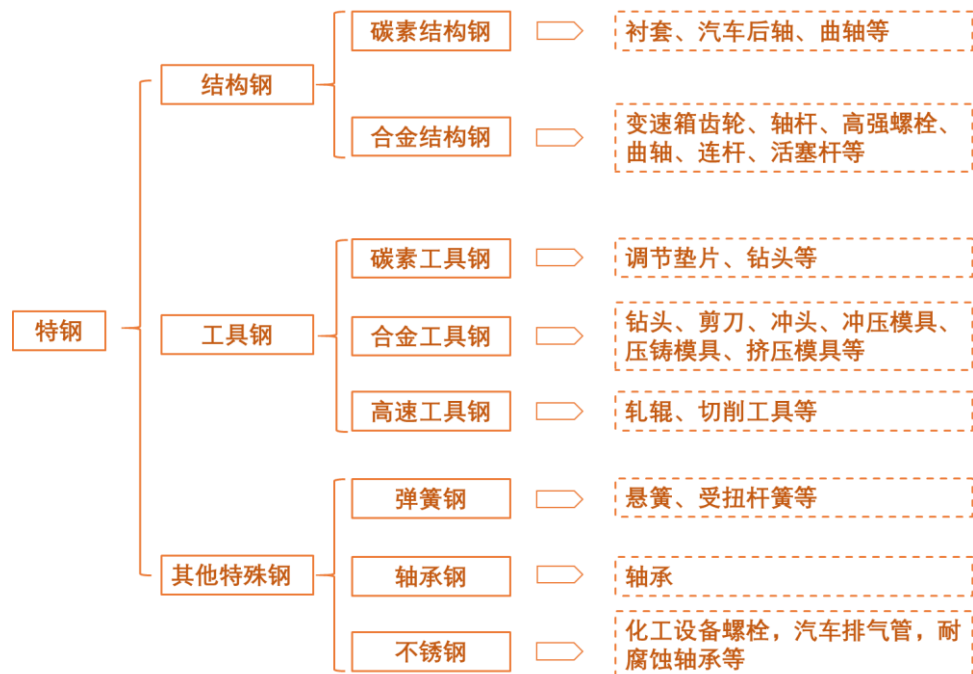 碳素结构钢
衬套、汽车后轴、曲轴等
结构钢
合金结构钢
变速箱齿轮、轴杆、高强螺栓、
曲轴、连杆、活塞杆等
碳素工具钢
调节垫片、钻头等
特钢
工具钢
合金工具钢
钻头、剪刀、冲头、冲压模具、
压铸模具、挤压模具等
高速工具钢
轧辊、切削工具等
弹簧钢
悬簧、受扭杆簧等
其他特殊钢
轴承钢
轴承
不锈钢
化工设备螺栓，汽车排气管，耐
腐蚀轴承等